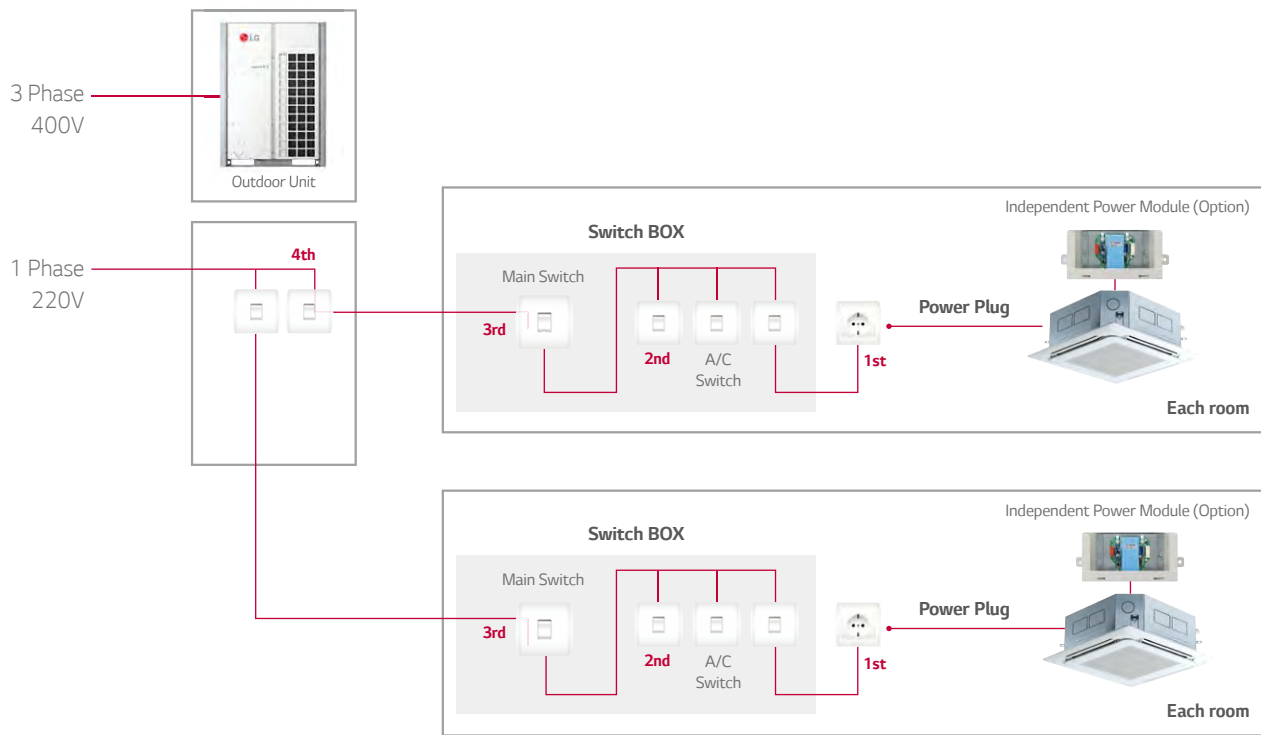 LG
3 Phase
400V
Outdoor Unit
1 Phase
220V
4th
Independent Power Module (Option)
Switch BOX
Main Switch
3rd
2nd
A/C
Switch
1st
Power Plug
Each room
Independent Power Module (Option)
Switch BOX
Main Switch
3rd
2nd
A/C
Switch
1st
Power Plug
Each room